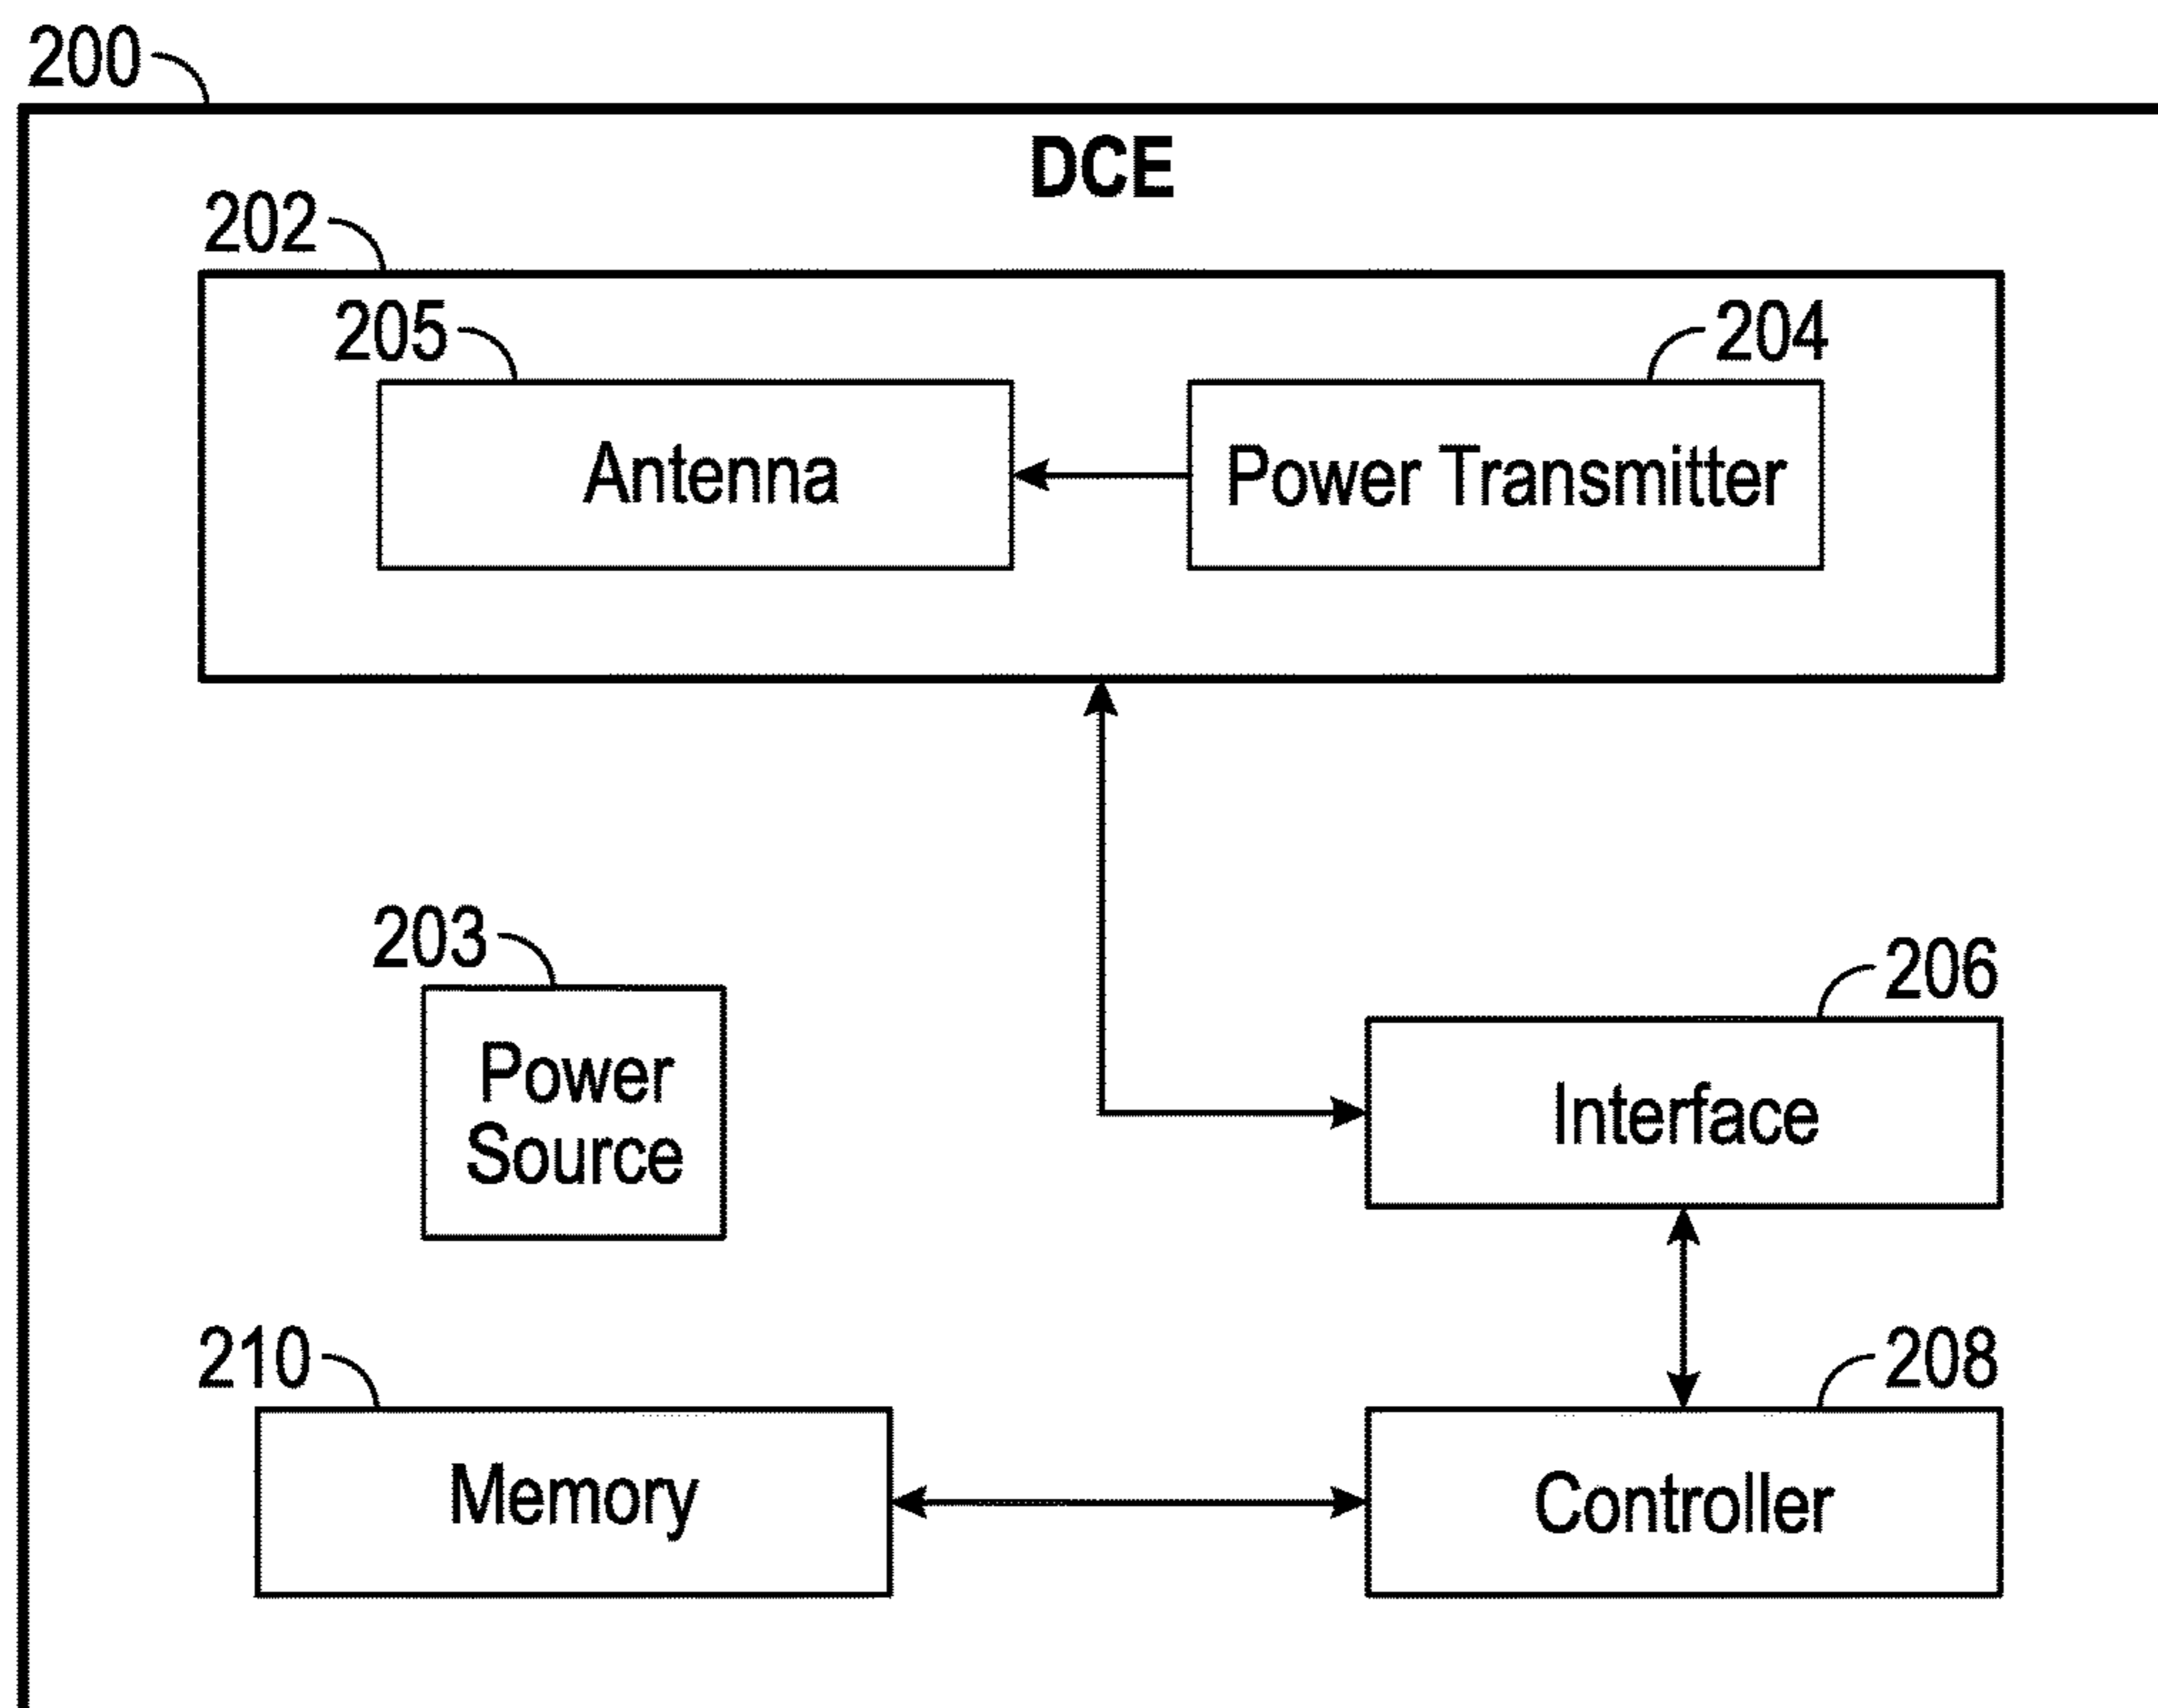 200
DCE
202
205
204
Antenna
Power Transmitter
203
206
Power
Source
Interface
210
208
Memory
Controller